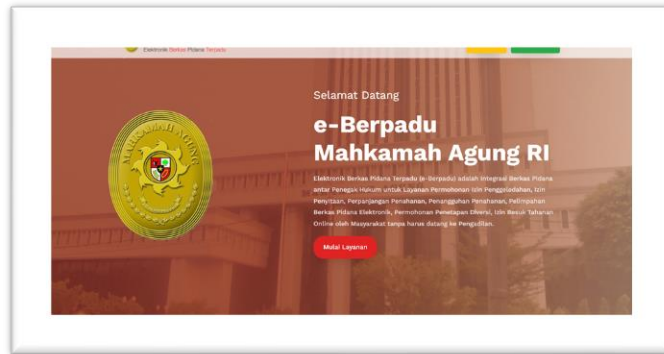 Elektronik Berkas Pidana Terpadu
Selamat Datang
e-Berpadu
Mahkamah Agung RI
Elektronik Berkas Pidana Terpadu (e-Berpadu) adalah Integrasi Berkas Pidana
antar Penegak Hukum untuk Layanan Permohonan Izin Penggeladahan, Izin
Penyitaan, Perpanjangan Penahanan, Penangguhan Penahanan, Pelimpahan
Berkas Pidana Elektronik, Permohonan Penetapan Diversi, Izin Besuk Tahanan
Online oleh Masyarakat tanpa harus datang ke Pengadilan.
Mulai Layanan
MAHKAMAH AGUNG